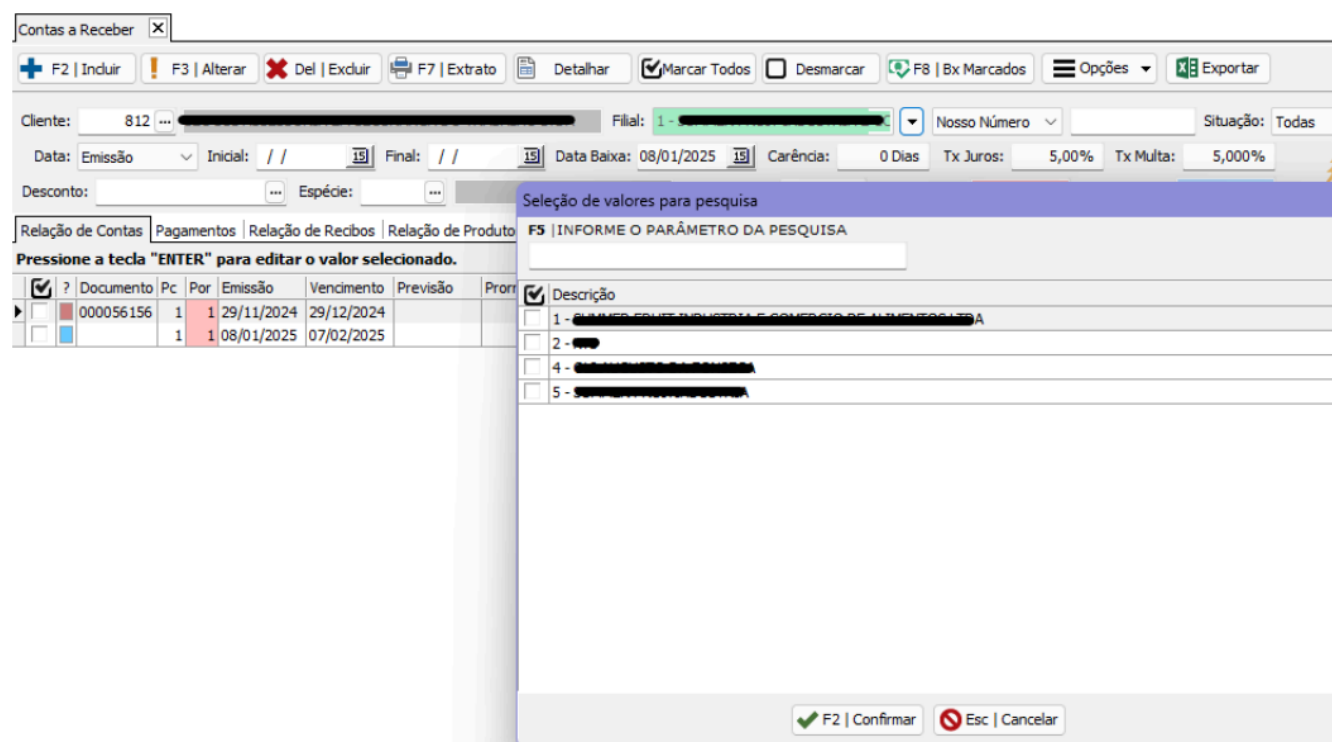 Contas a Receber
F2 | Incluir F3 | Alterar Del | Excluir F7 | Extrato Detalhar Marcar Todos Desmarcar F8 | Bx Marcados Opções Exportar
Cliente: 812 ... Filial: 1 - Nosso Número Situação: Todas
Data: Emissão Inicial: / / 15 Final: / / 15 Data Baixa: 08/01/2025 15 Carência: 0 Dias Tx Juros: 5,00% Tx Multa: 5,000%
Desconto: ... Espécie: ...
Seleção de valores para pesquisa
Relação de Contas Pagamentos Relação de Recibos Relação de Produto
F5 | INFORME O PARÂMETRO DA PESQUISA
Pressione a tecla "ENTER" para editar o valor selecionado.
? Documento Pc Por Emissão Vencimento Previsão Prorr
000056156 1 1 29/11/2024 29/12/2024
1 1 08/01/2025 07/02/2025
Descrição
1 -
2 -
4 -
5 -
F2 | Confirmar Esc | Cancelar